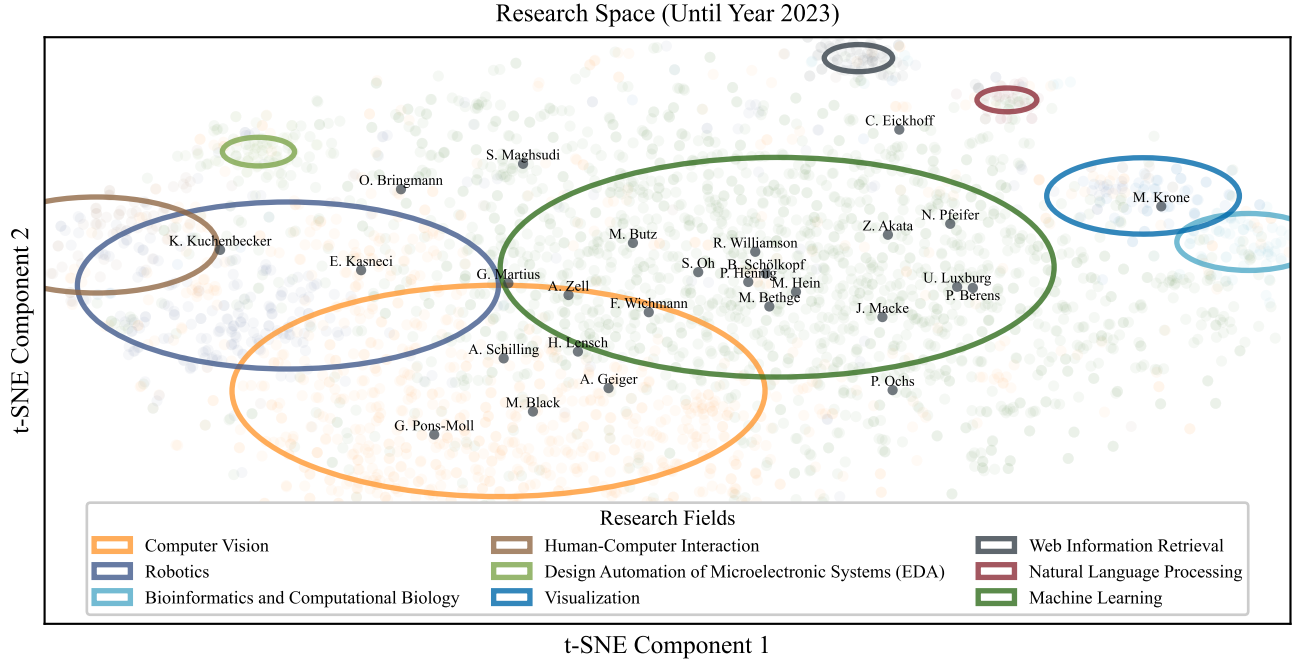 Research Space (Until Year 2023)
C. Eickhoff
S. Maghsudi
O. Bringmann
M. Krone
N. Pfeifer
Z. Akata
M. Butz
K. Kuchenbecker
R. Williamson
E. Kasneci
S. Oh
B. Schölkopf
P. Hennig
G. Martius
M. Hein
U. Luxburg
A. Zell
P. Berens
M. Bethge
F. Wichmann
J. Macke
H. Lensch
A. Schilling
A. Geiger
P. Ochs
M. Black
G. Pons-Moll
t-SNE Component 2
Research Fields
Computer Vision
Robotics
Bioinformatics and Computational Biology
Human-Computer Interaction
Design Automation of Microelectronic Systems (EDA)
Visualization
Web Information Retrieval
Natural Language Processing
Machine Learning
t-SNE Component 1